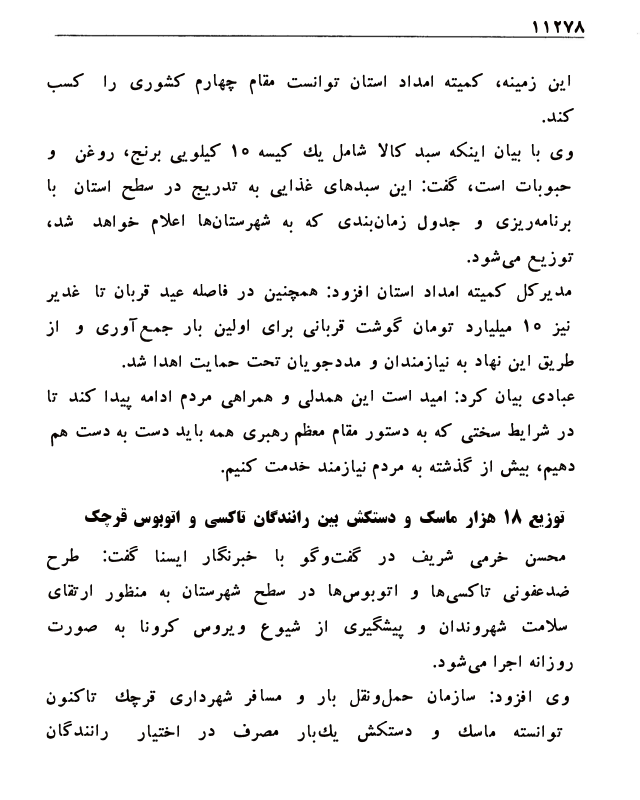 ۱۱۲۷۸
این زمینه، کمیته امداد استان توانست مقام چهارم کشوری را کسب
کند.
وی با بیان اینکه سبد کالا شامل یك کیسه ۱۵ کیلویی برنج، روغن و
حبوبات است، گفت: این سبدهای غذایی به تدریج در سطح استان با
برنامه‌ریزی و جدول زمان‌بندی که به شهرستان‌ها اعلام خواهد شد،
توزیع می‌شود.
مدیرکل کمیته امداد استان افزود: همچنین در فاصله عید قربان تا غدیر
نیز ۱۵ میلیارد تومان گوشت قربانی برای اولین بار جمع‌آوری و از
طریق این نهاد به نیازمندان و مددجویان تحت حمایت اهدا شد.
عبادی بیان کرد: امید است این همدلی و همراهی مردم ادامه پیدا کند تا
در شرایط سختی که به دستور مقام معظم رهبری همه باید دست به دست هم
دهیم، بیش از گذشته به مردم نیازمند خدمت کنیم.
توزیع ۱۸ هزار ماسک و دستکش بین رانندگان تاکسی و اتوبوس قرچک
محسن خرمی شریف در گفت‌وگو با خبرنگار ایسنا گفت: طرح
ضدعفونی تاکسی‌ها و اتوبوس‌ها در سطح شهرستان به منظور ارتقای
سلامت شهروندان و پیشگیری از شیوع ویروس کرونا به صورت
روزانه اجرا می‌شود.
وی افزود: سازمان حمل‌ونقل بار و مسافر شهرداری قرچك تاکنون
توانسته ماسك و دستکش یك‌بار مصرف در اختیار رانندگان